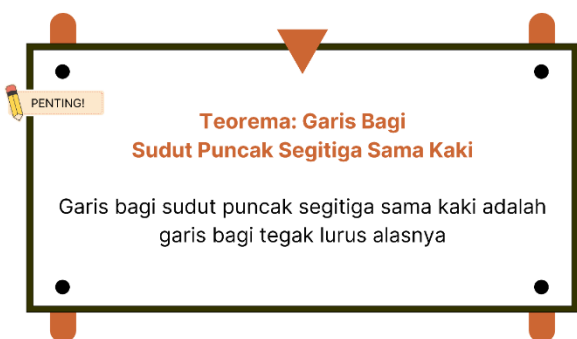 PENTING!
Teorema: Garis Bagi
Sudut Puncak Segitiga Sama Kaki
Garis bagi sudut puncak segitiga sama kaki adalah
garis bagi tegak lurus alasnya